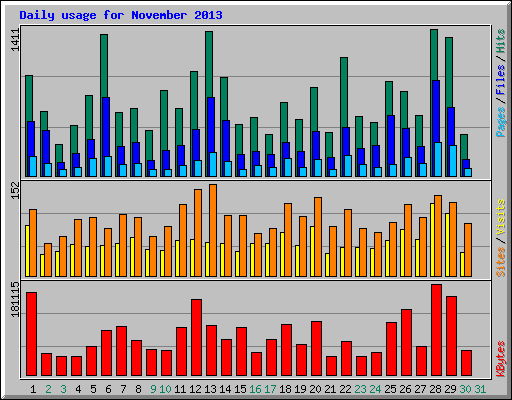 Daily usage for November 2013
1411
Pages / Files / Hits
152
Sites / Visits
181115
KBytes
1 2 3 4 5 6 7 8 9 10 11 12 13 14 15 16 17 18 19 20 21 22 23 24 25 26 27 28 29 30 31